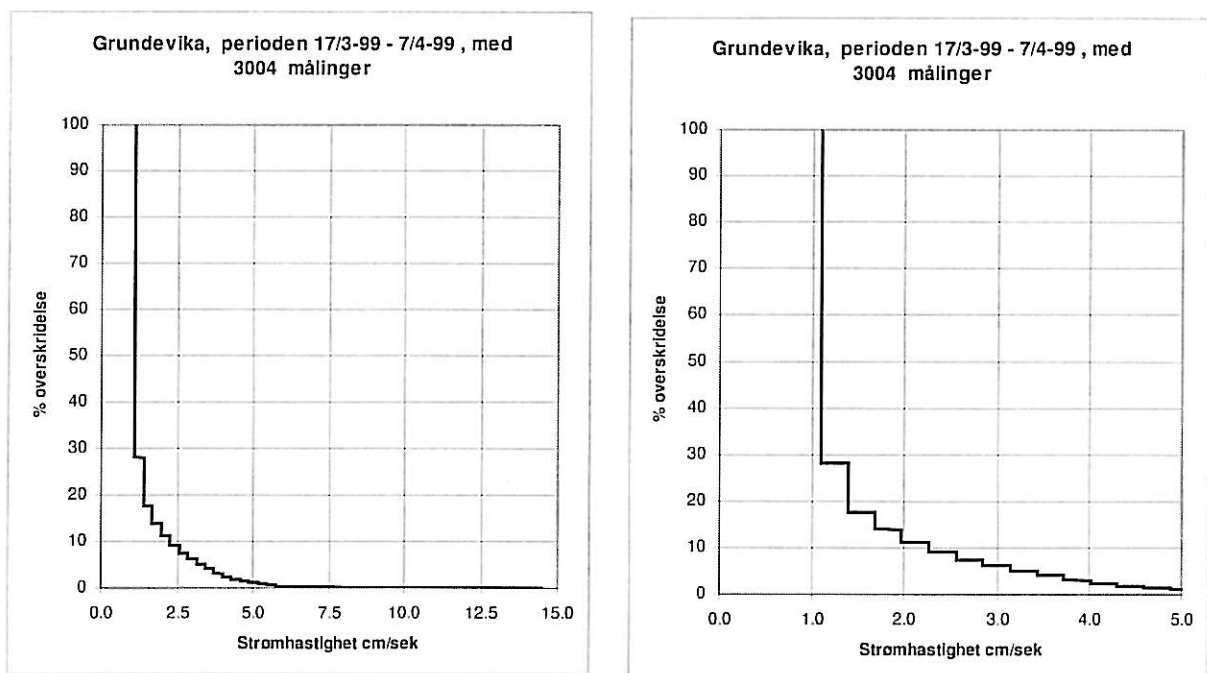 Grundevika, perioden 17/3-99 - 7/4-99 , med
3004 målinger
% overskridelse
100
90
80
70
60
50
40
30
20
10
0
0.0 2.5 5.0 7.5 10.0 12.5 15.0
Strømhastighet cm/sek
Grundevika, perioden 17/3-99 - 7/4-99 , med
3004 målinger
% overskridelse
100
90
80
70
60
50
40
30
20
10
0
0.0 1.0 2.0 3.0 4.0 5.0
Strømhastighet cm/sek